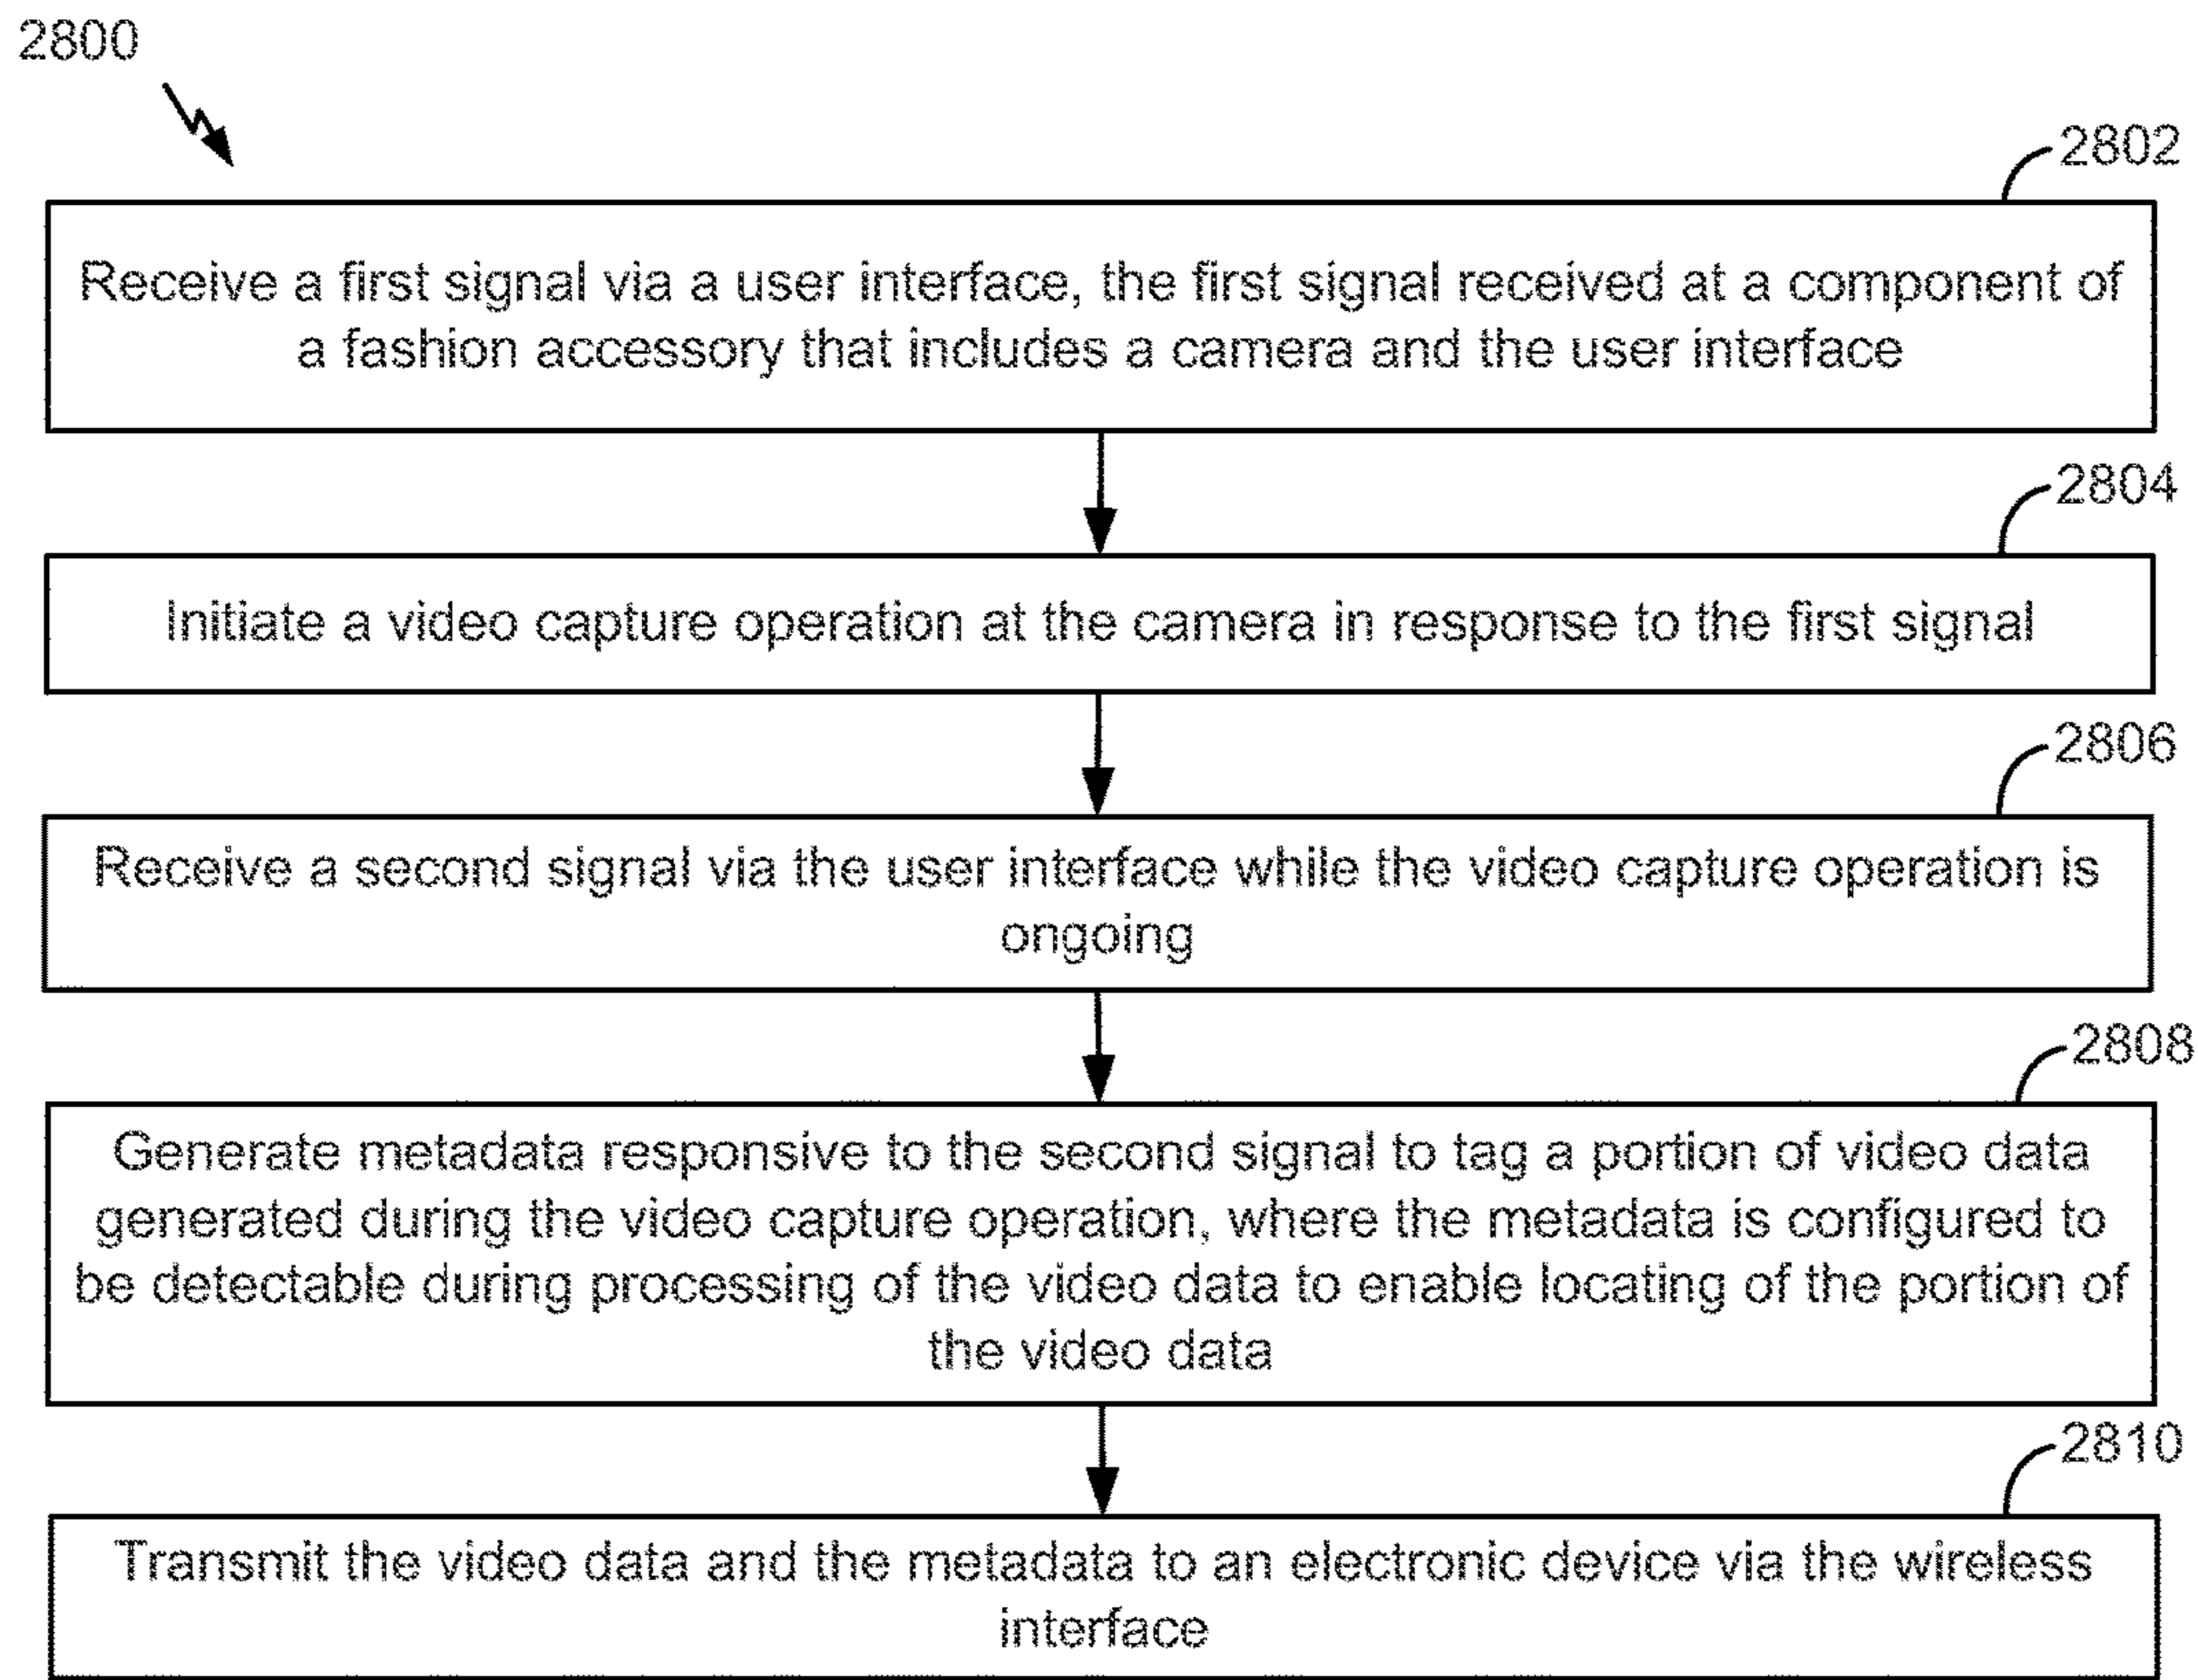 2800
2802
Receive a first signal via a user interface, the first signal received at a component of
a fashion accessory that includes a camera and the user interface
2804
Initiate a video capture operation at the camera in response to the first signal
2806
Receive a second signal via the user interface while the video capture operation is
ongoing
2808
Generate metadata responsive to the second signal to tag a portion of video data
generated during the video capture operation, where the metadata is configured to
be detectable during processing of the video data to enable locating of the portion of
the video data
2810
Transmit the video data and the metadata to an electronic device via the wireless
interface